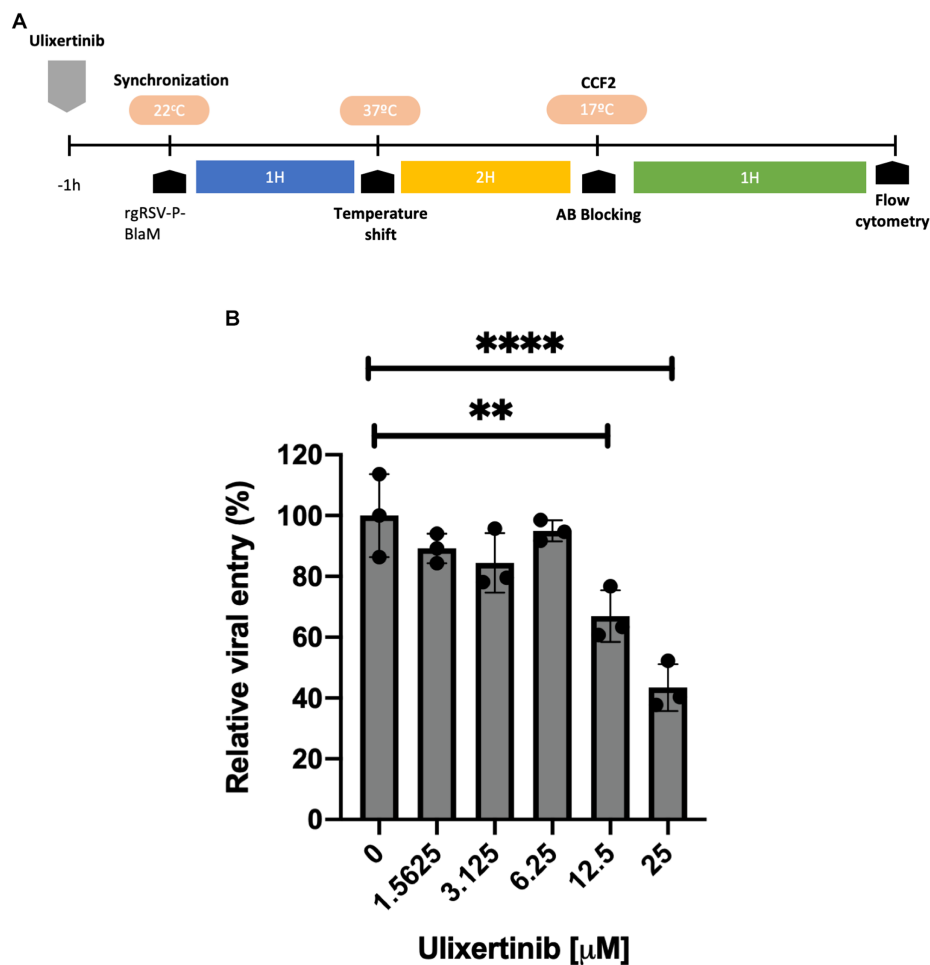 A
Ulixertinib
Synchronization
CCF2
22ºC
37ºC
17ºC
1H
2H
1H
-1h
rgRSV-P-
BlaM
Temperature
shift
AB Blocking
Flow
cytometry
B
****
**
Relative viral entry (%)
120
100
80
60
40
20
0
0
1.5625
3.125
6.25
12.5
25
Ulixertinib [μM]